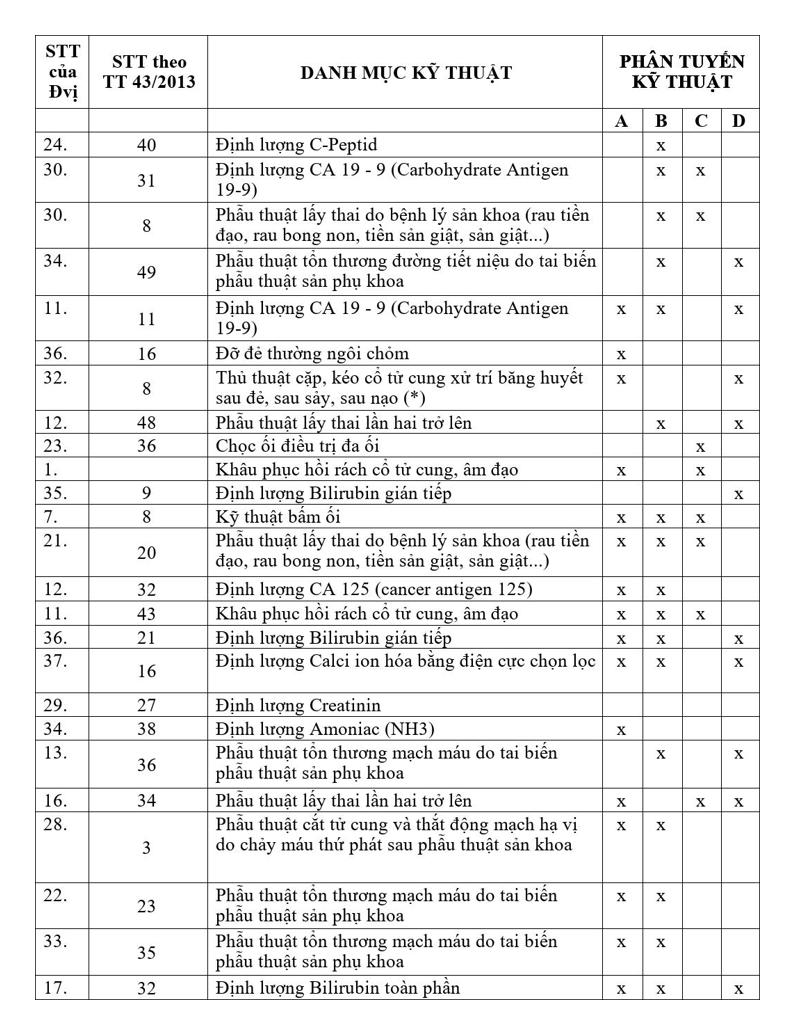 STT của Đvị | STT theo TT 43/2013 | DANH MỤC KỸ THUẬT | PHÂN TUYẾN KỸ THUẬT
A B C D
24. 40 Định lượng C-Peptid x
30. 31 Định lượng CA 19 - 9 (Carbohydrate Antigen x x
19-9)
30. 8 Phẫu thuật lấy thai do bệnh lý sản khoa (rau tiền x x
đạo, rau bong non, tiền sản giật, sản giật...)
34. 49 Phẫu thuật tổn thương đường tiết niệu do tai biến x x
phẫu thuật sản phụ khoa
11. 11 Định lượng CA 19 - 9 (Carbohydrate Antigen x x x
19-9)
36. 16 Đỡ đẻ thường ngôi chỏm x
32. 8 Thủ thuật cặp, kéo cổ tử cung xử trí băng huyết x x
sau đẻ, sau sảy, sau nạo (*)
12. 48 Phẫu thuật lấy thai lần hai trở lên x x
23. 36 Chọc ối điều trị đa ối x
1. Khâu phục hồi rách cổ tử cung, âm đạo x x
35. 9 Định lượng Bilirubin gián tiếp x
7. 8 Kỹ thuật bấm ối x x x
21. 20 Phẫu thuật lấy thai do bệnh lý sản khoa (rau tiền x x x
đạo, rau bong non, tiền sản giật, sản giật...)
12. 32 Định lượng CA 125 (cancer antigen 125) x x
11. 43 Khâu phục hồi rách cổ tử cung, âm đạo x x x
36. 21 Định lượng Bilirubin gián tiếp x x x
37. 16 Định lượng Calci ion hóa bằng điện cực chọn lọc x x x
29. 27 Định lượng Creatinin
34. 38 Định lượng Amoniac (NH3) x
13. 36 Phẫu thuật tổn thương mạch máu do tai biến x x
phẫu thuật sản phụ khoa
16. 34 Phẫu thuật lấy thai lần hai trở lên x x x
28. 3 Phẫu thuật cắt tử cung và thắt động mạch hạ vị x x
do chảy máu thứ phát sau phẫu thuật sản khoa
22. 23 Phẫu thuật tổn thương mạch máu do tai biến x x
phẫu thuật sản phụ khoa
33. 35 Phẫu thuật tổn thương mạch máu do tai biến x x
phẫu thuật sản phụ khoa
17. 32 Định lượng Bilirubin toàn phần x x x